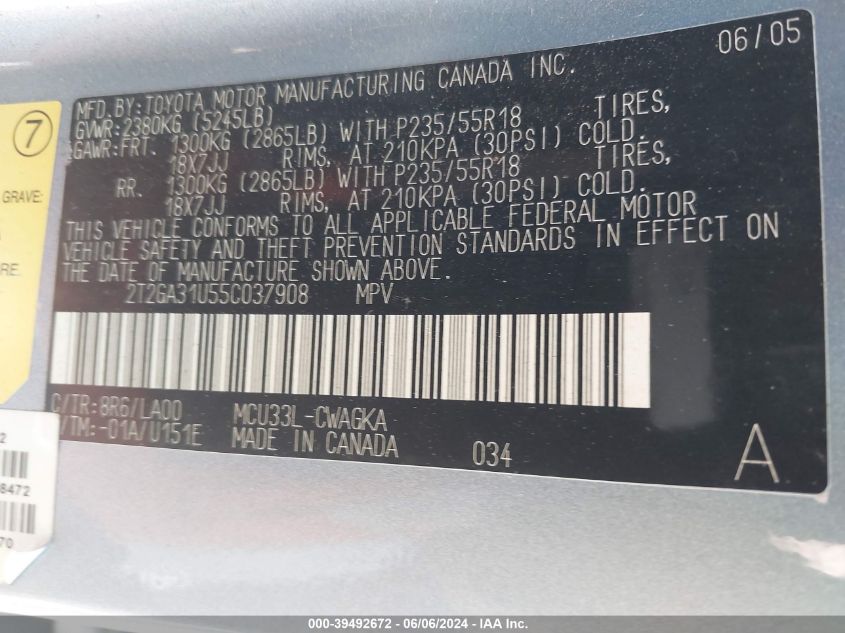 06/05
MFD. BY: TOYOTA MOTOR MANUFACTURING CANADA INC.
GVWR: 2380KG (5245LB)
GAWR: FRT. 1300KG (2865LB) WITH P235/55R18 TIRES,
18X7JJ RIMS, AT 210KPA (30PSI) COLD.
RR. 1300KG (2865LB) WITH P235/55R18 TIRES,
18X7JJ RIMS, AT 210KPA (30PSI) COLD.
THIS VEHICLE CONFORMS TO ALL APPLICABLE FEDERAL MOTOR
VEHICLE SAFETY AND THEFT PREVENTION STANDARDS IN EFFECT ON
THE DATE OF MANUFACTURE SHOWN ABOVE.
2T2GA31U55C037908 MPV
C/TR: 8R6/LA00 MCU33L-CWAGKA
/TM: -01A/U151E MADE IN CANADA 034 A
7
GRAVE:
RE.
2
8472
70
000-39492672 - 06/06/2024 - IAA Inc.